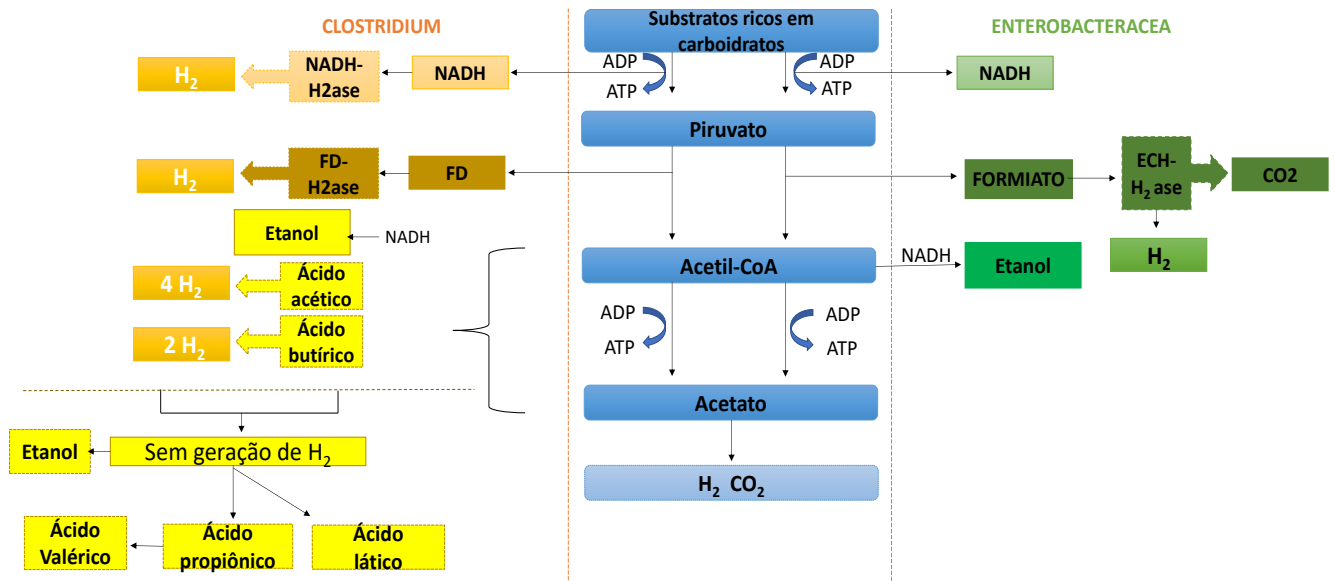 CLOSTRIDIUM
Substratos ricos em
carboidratos
ENTEROBACTERACEA
H₂
NADH-
H2ase
NADH
ADP
ATP
ADP
ATP
NADH
Piruvato
H₂
FD-
H2ase
FD
FORMIATO
ECH-
H₂ ase
CO2
H₂
Etanol
NADH
Acetil-CoA
NADH
Etanol
4 H₂
Ácido
acético
2 H₂
Ácido
butírico
ADP
ATP
ADP
ATP
Acetato
H₂ CO₂
Etanol
Sem geração de H₂
Ácido
Valérico
Ácido
propiônico
Ácido
lático